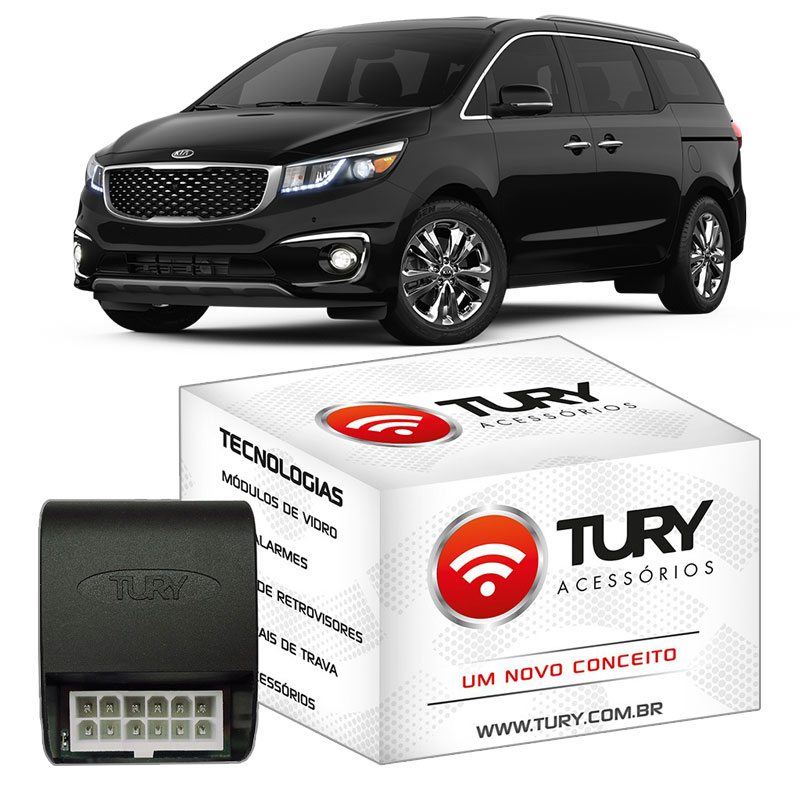 KIA
TURY
ACESSÓRIOS
TECNOLOGIAS
MÓDULOS DE VIDRO
ALARMES
DE RETROVISORES
AIS DE TRAVA
ESSÓRIOS
TURY
ACESSÓRIOS
UM NOVO CONCEITO
WWW.TURY.COM.BR
TURY